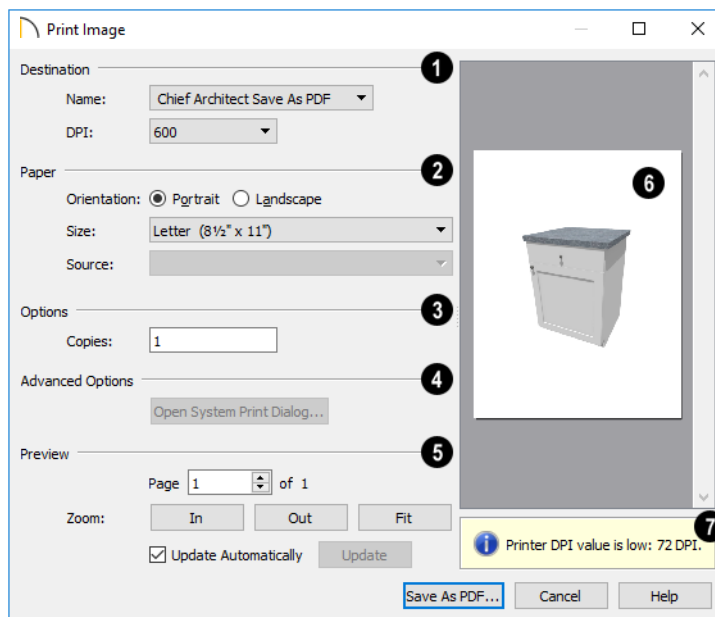 Print Image
Destination 1
Name: Chief Architect Save As PDF
DPI: 600
Paper 2
Orientation: Portrait Landscape
Size: Letter (8½" x 11")
Source:
Options 3
Copies: 1
Advanced Options 4
Open System Print Dialog...
Preview 5
Page 1 of 1
Zoom: In Out Fit
Update Automatically Update
6
7
Printer DPI value is low: 72 DPI.
Save As PDF... Cancel Help